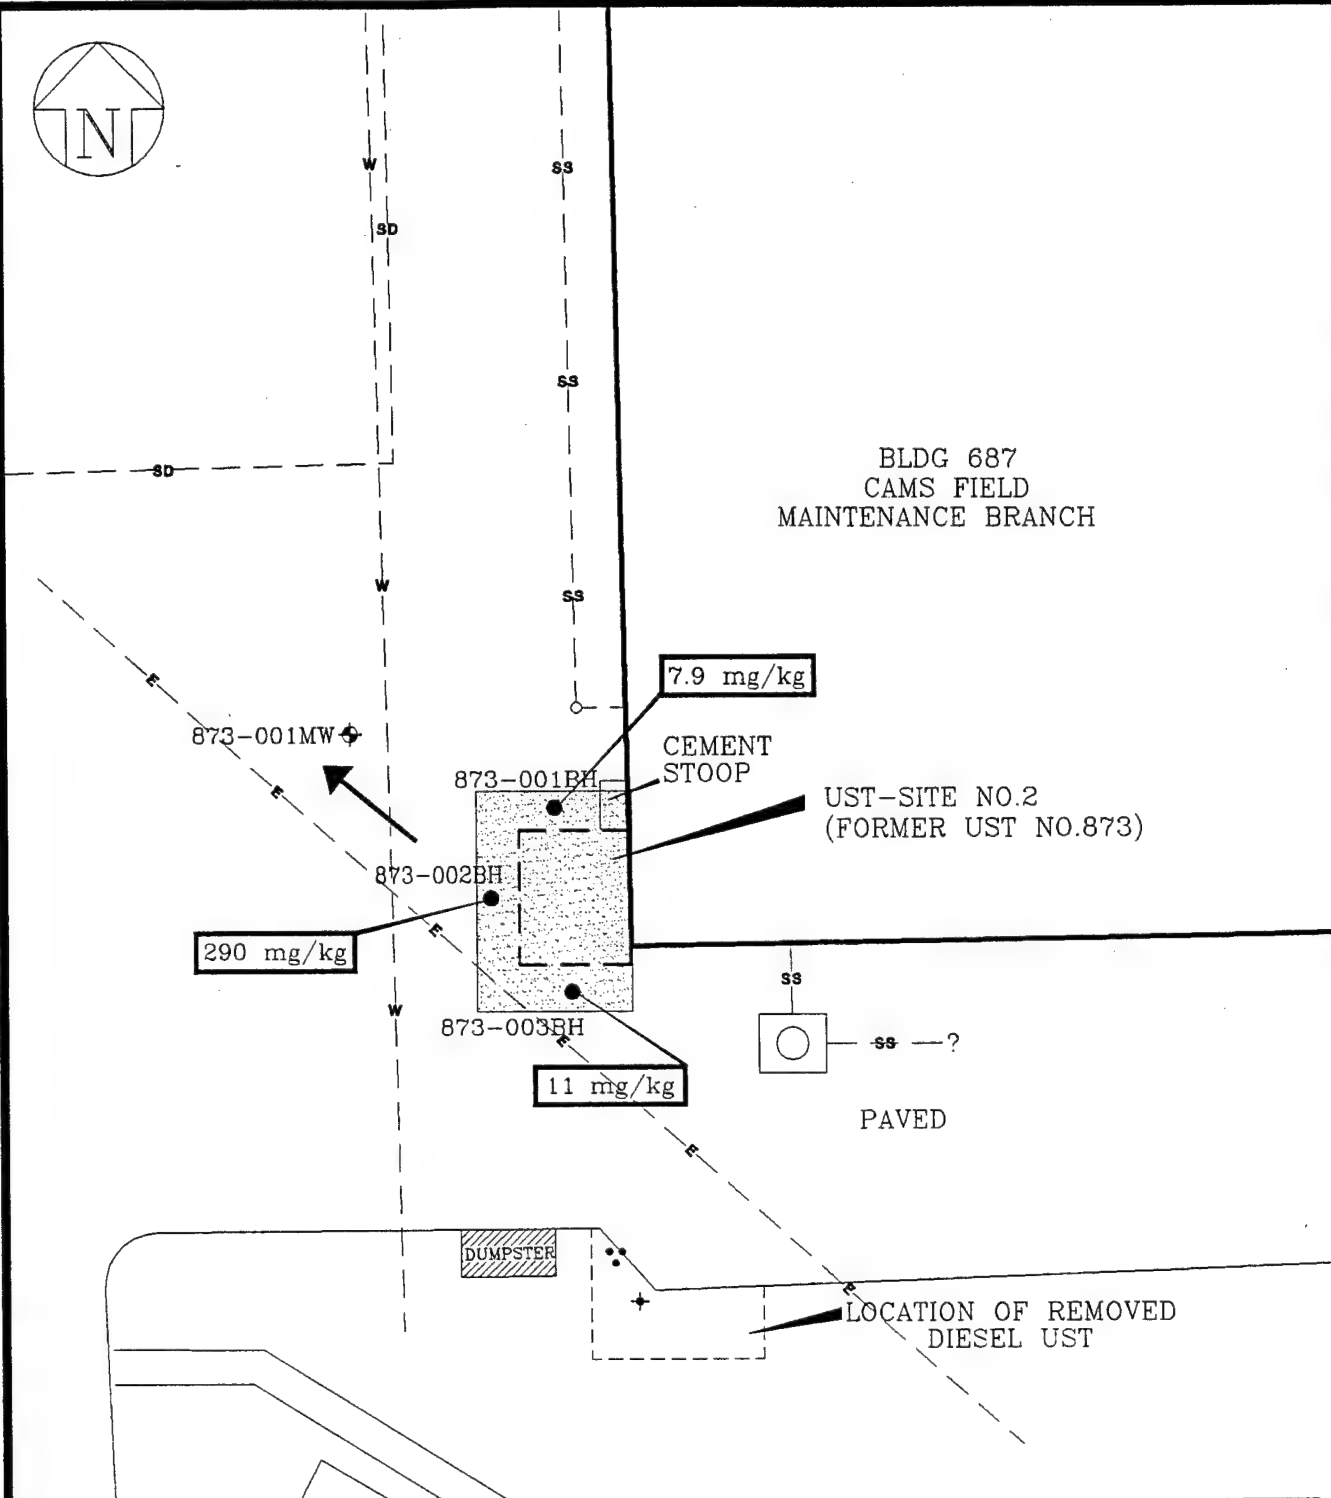 N
W
SS
SD
SS
SD
BLDG 687
CAMS FIELD
MAINTENANCE BRANCH
W
SS
7.9 mg/kg
E
873-001MW
CEMENT
STOOP
873-001BH
E
UST-SITE NO.2
(FORMER UST NO.873)
873-002BH
E
290 mg/kg
SS
W
873-003BH
E
SS
?
11 mg/kg
PAVED
E
DUMPSTER
E
LOCATION OF REMOVED
DIESEL UST